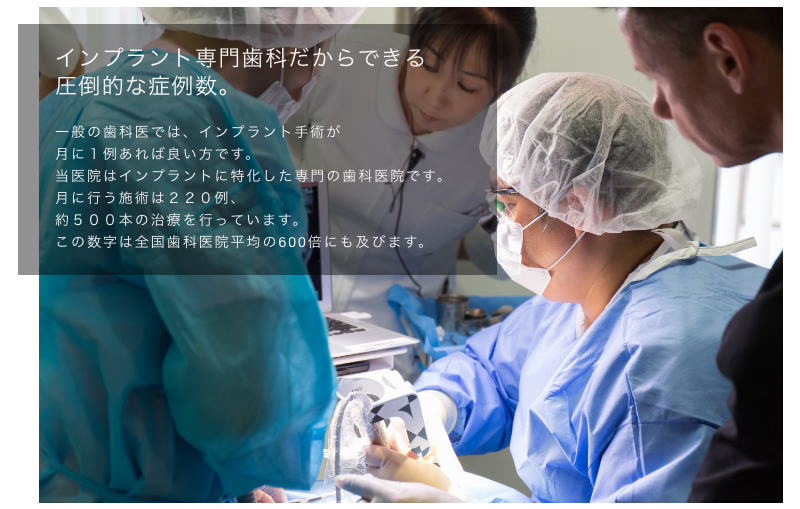 インプラント専門歯科だからできる
圧倒的な症例数。
一般の歯科医では、インプラント手術が
月に１例あれば良い方です。
当医院はインプラントに特化した専門の歯科医院です。
月に行う施術は２２０例、
約５００本の治療を行っています。
この数字は全国歯科医院平均の600倍にも及びます。